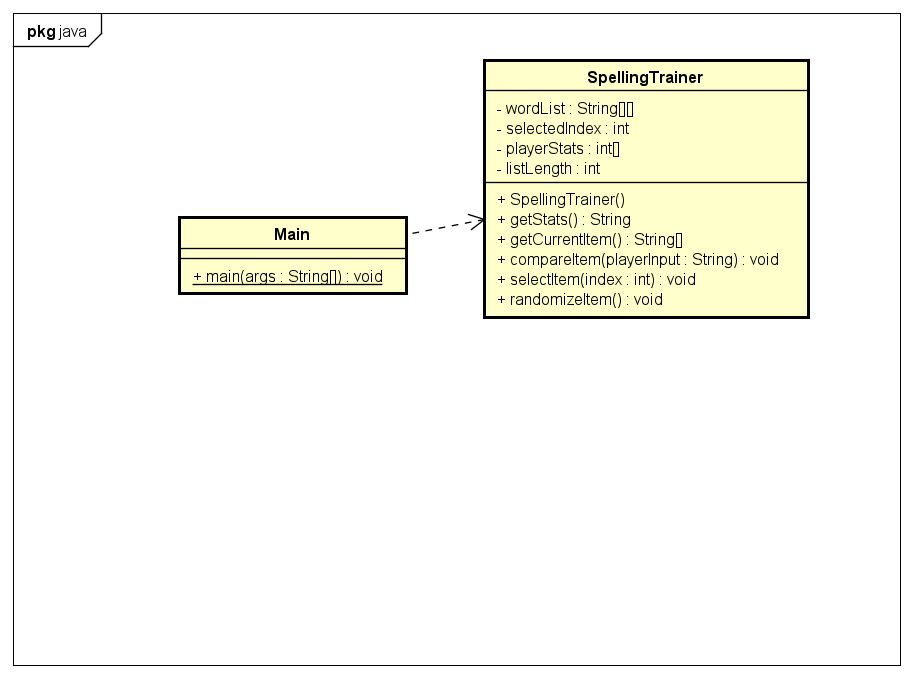 pkg java
SpellingTrainer
- wordList : String[][]
- selectedIndex : int
- playerStats : int[]
- listLength : int
+ SpellingTrainer()
+ getStats() : String
+ getCurrentItem() : String[]
+ compareItem(playerInput : String) : void
+ selectItem(index : int) : void
+ randomizeItem() : void
Main
+ main(args : String[]) : void